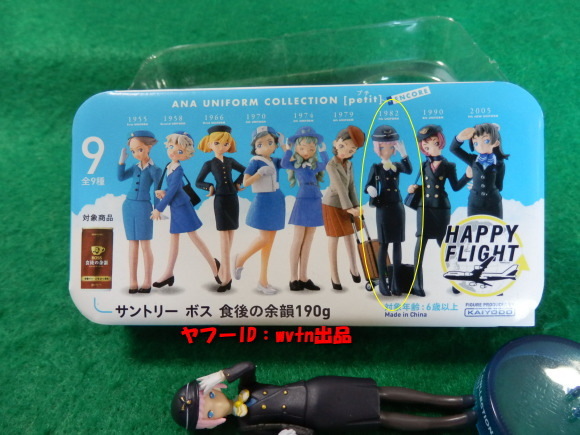 ANA UNIFORM COLLECTION [petit] ENCORE
プチ
1955 1958 1966 1970 1974 1979 1982 1990 2005
9
全9種
対象商品
HAPPY
FLIGHT
サントリー ボス 食後の余韻190g
対象年齢:6歳以上
Made in China
KAIYODO
ヤフーID:mvtn出品